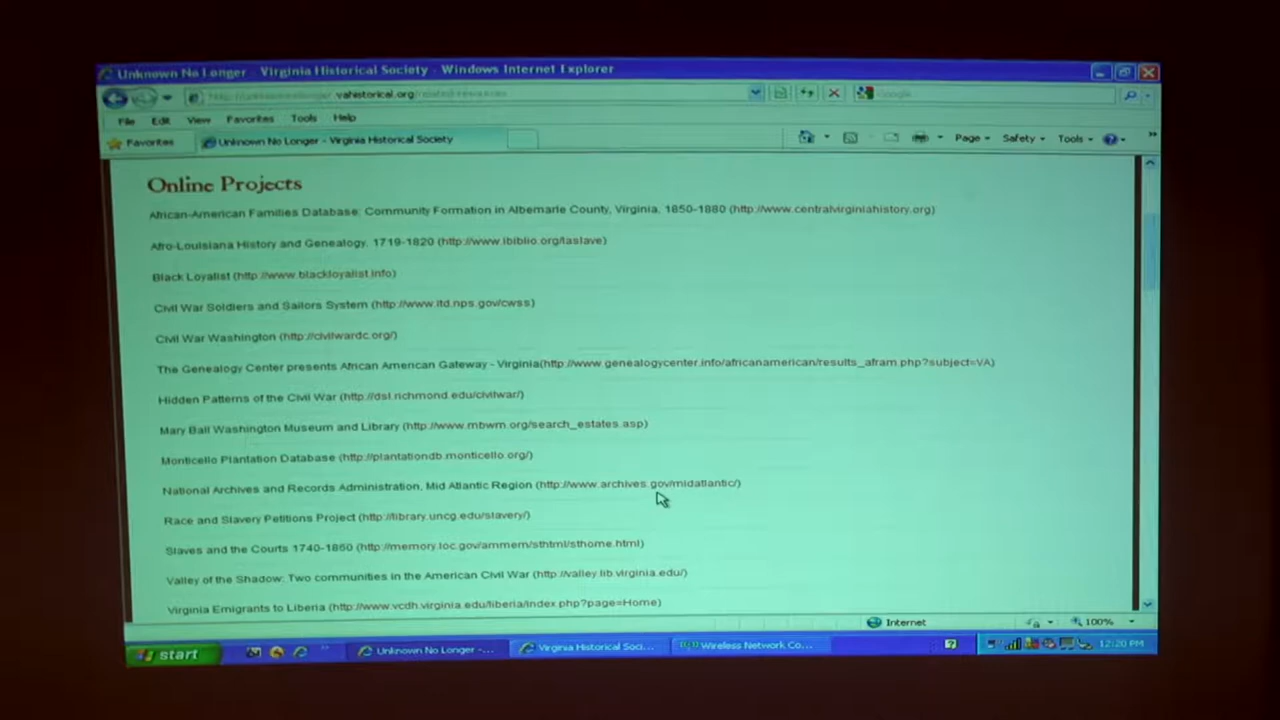 Unknown No Longer - Virginia Historical Society - Windows Internet Explorer
vahistorical.org
Google
File Edit View Favorites Tools Help
Favorites Unknown No Longer - Virginia Historical Society Page Safety Tools
Online Projects
African-American Families Database: Community Formation in Albemarle County, Virginia, 1850-1880 (http://www.centralvirginiahistory.org)
Afro-Louisiana History and Genealogy, 1719-1820 (http://www.ibiblio.org/laslave)
Black Loyalist (http://www.blackloyalist.info)
Civil War Soldiers and Sailors System (http://www.itd.nps.gov/cwss)
Civil War Washington (http://civilwardc.org/)
The Genealogy Center presents African American Gateway - Virginia(http://www.genealogycenter.info/africanamerican/results_afram.php?subject=VA)
Hidden Patterns of the Civil War (http://dsl.richmond.edu/civilwar/)
Mary Ball Washington Museum and Library (http://www.mbwm.org/search_estates.asp)
Monticello Plantation Database (http://plantationdb.monticello.org/)
National Archives and Records Administration, Mid Atlantic Region (http://www.archives.gov/midatlantic/)
Race and Slavery Petitions Project (http://library.uncg.edu/slavery/)
Slaves and the Courts 1740-1860 (http://memory.loc.gov/ammem/sthtml/sthome.html)
Valley of the Shadow: Two communities in the American Civil War (http://valley.lib.virginia.edu/)
Virginia Emigrants to Liberia (http://www.vcdh.virginia.edu/liberia/index.php?page=Home)
Internet 100%
start Unknown No Longer -... Virginia Historical Soci... Wireless Network Co... 12:20 PM